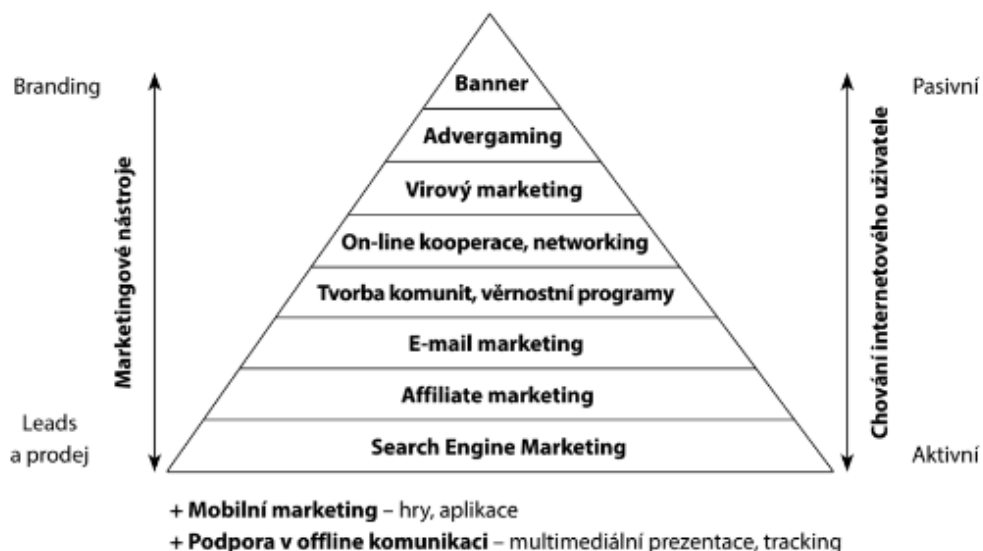 Branding
Pasivní
Marketingové nástroje
Chování internetového uživatele
Banner
Advergaming
Virový marketing
On-line kooperace, networking
Tvorba komunit, věrnostní programy
E-mail marketing
Affiliate marketing
Search Engine Marketing
Leads
a prodej
Aktivní
+ Mobilní marketing – hry, aplikace
+ Podpora v offline komunikaci – multimediální prezentace, tracking